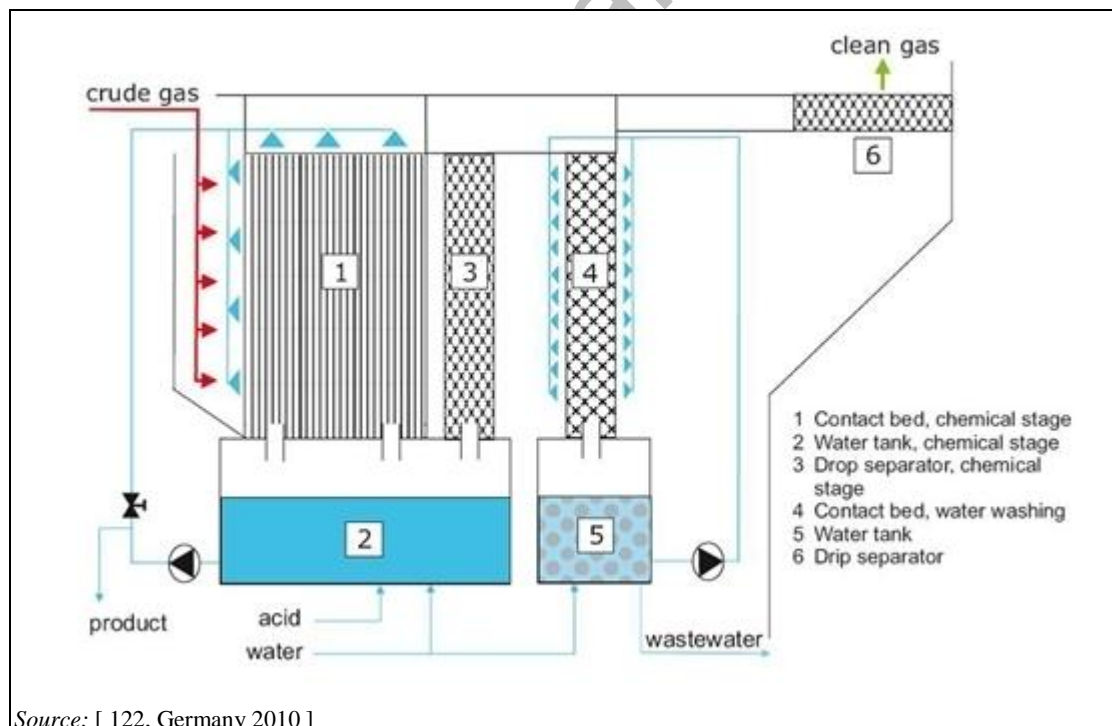 clean gas
crude gas
6
1
3
4
1 Contact bed, chemical stage
2 Water tank, chemical stage
3 Drop separator, chemical
stage
4 Contact bed, water washing
5 Water tank
6 Drip separator
2
5
product
acid
water
wastewater
Source: [ 122, Germany 2010 ]